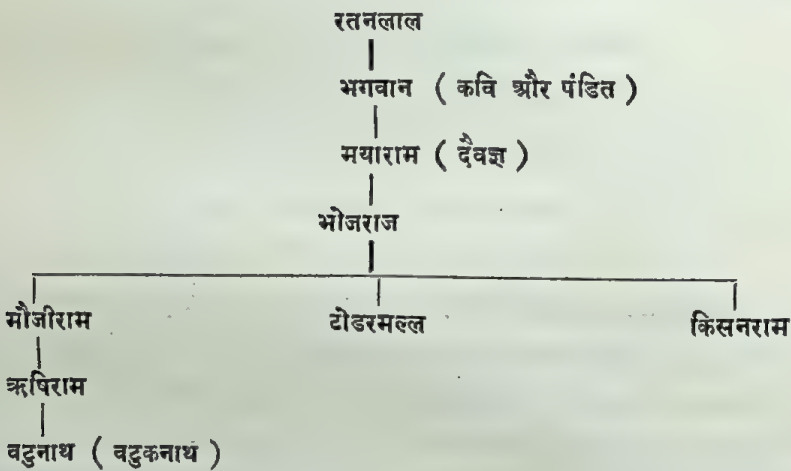 रतनलाल
भगवान ( कवि और पंडित )
मयाराम ( दैवज्ञ )
भोजराज
मौजीराम टोडरमल्ल किसनराम
ऋषिराम
वटुनाथ ( वटुकनाथ )